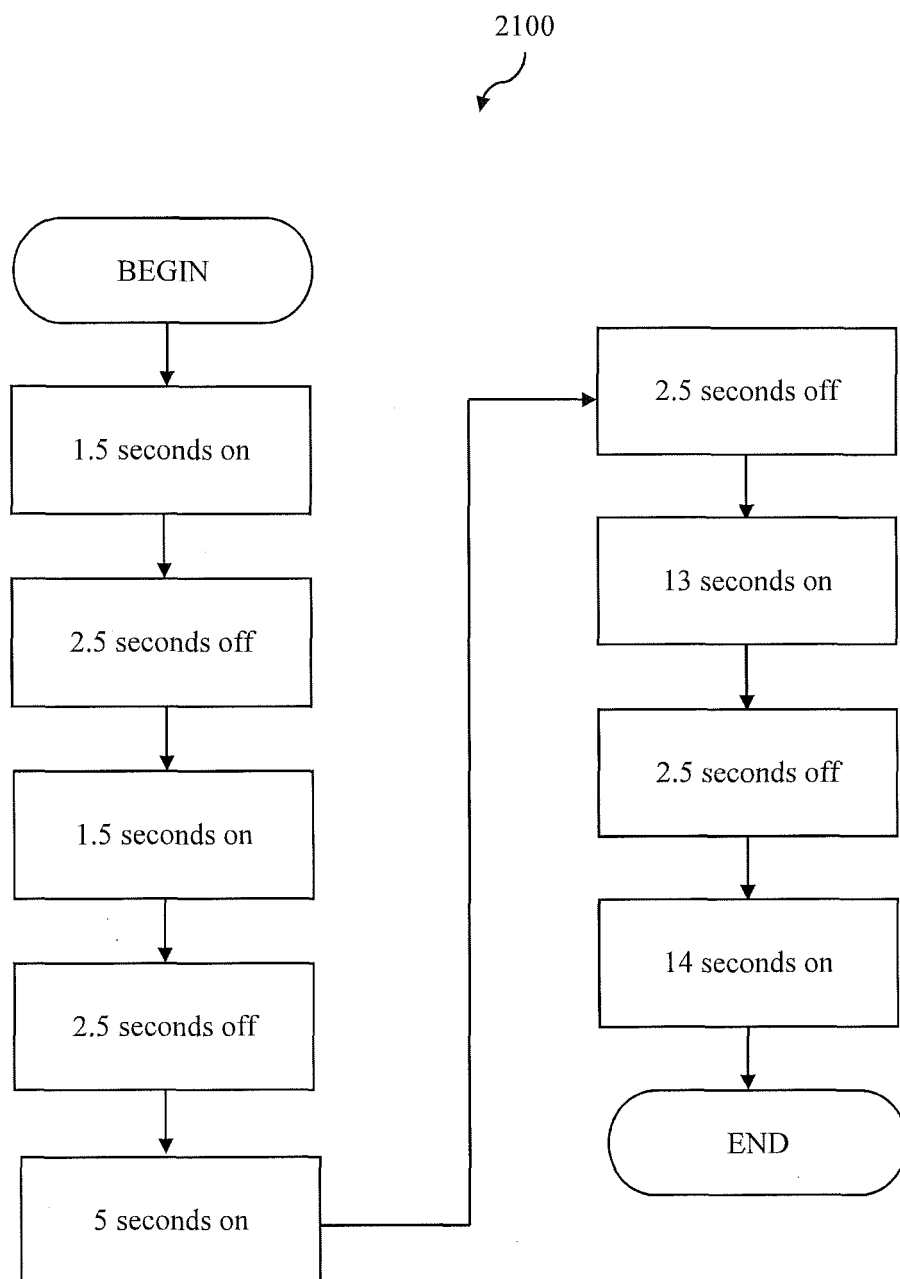 2100
BEGIN
1.5 seconds on
2.5 seconds off
1.5 seconds on
2.5 seconds off
5 seconds on
2.5 seconds off
13 seconds on
2.5 seconds off
14 seconds on
END